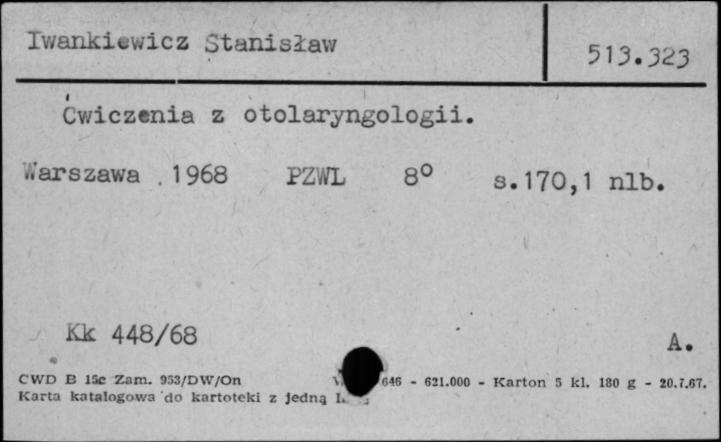 Iwankiewicz Stanisław
513.323
Ćwiczenia z otolaryngologii.
Warszawa . 1968 PZWL 8° s.170,1 nlb.
Kk 448/68
A.
CWD B 15c Zam. 953/DW/On 646 - 621.000 - Karton 5 kl. 180 g - 20.7.67.
Karta katalogowa do kartoteki z jedną